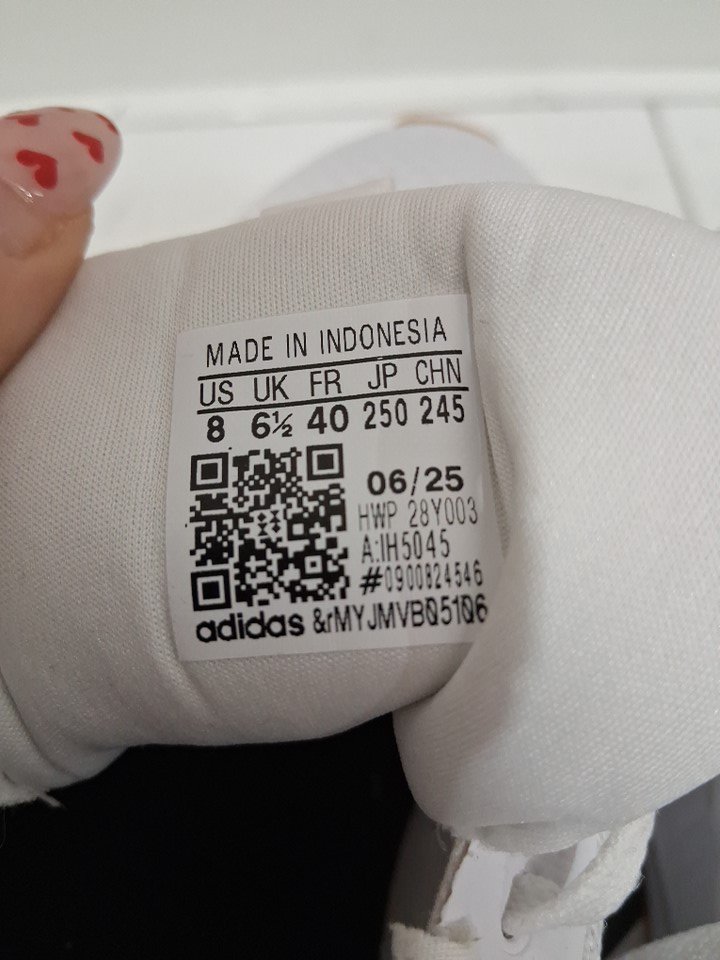 MADE IN INDONESIA
US UK FR JP CHN
8 6½ 40 250 245
06/25
HWP 28Y003
A:IH5045
#0900824546
adidas &rMYJMVB05106